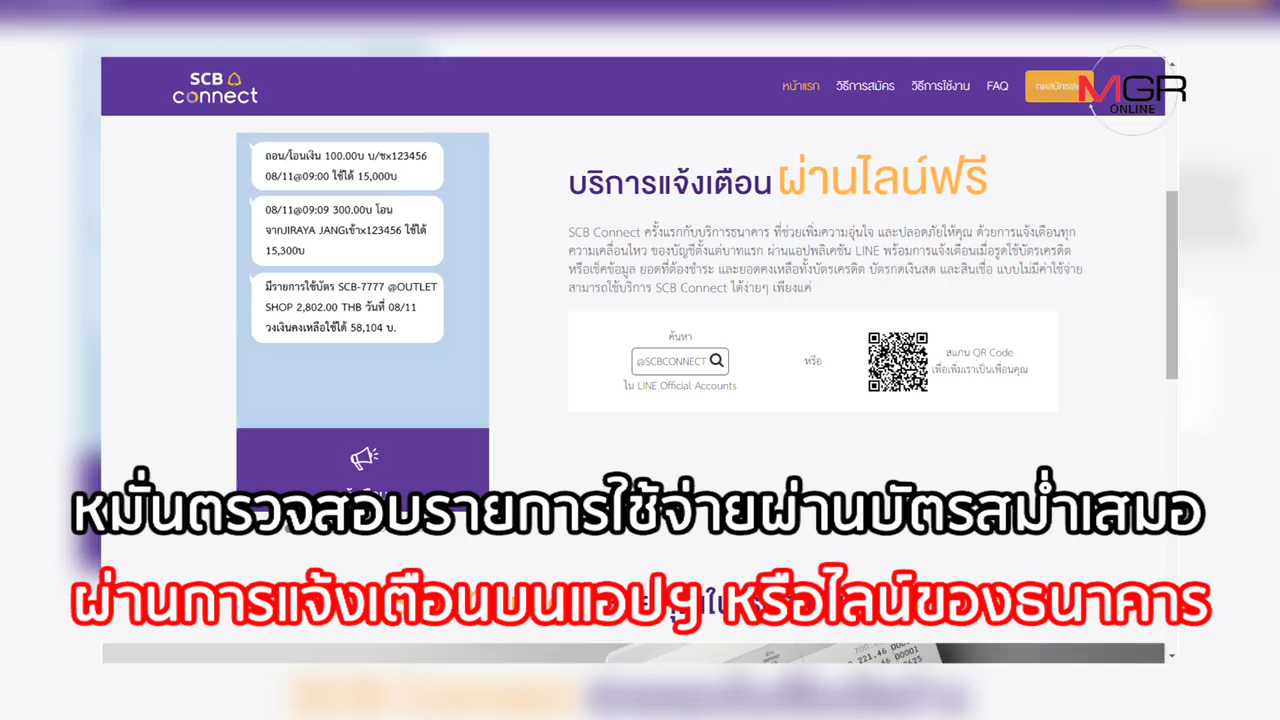 SCB
connect
หน้าแรก วิธีการสมัคร วิธีการใช้งาน FAQ
MGR
ONLINE
ถอน/โอนเงิน 100.00บ บ/ชx123456
08/11@09:00 ใช้ได้ 15,000บ
08/11@09:09 300.00บ โอน
จากJIRAYA JANGเข้าx123456 ใช้ได้
15,300บ
มีรายการใช้บัตร SCB-7777 @OUTLET
SHOP 2,802.00 THB วันที่ 08/11
วงเงินคงเหลือใช้ได้ 58,104 บ.
บริการแจ้งเตือน ผ่านไลน์ฟรี
SCB Connect ครั้งแรกกับบริการธนาคาร ที่ช่วยเพิ่มความอุ่นใจ และปลอดภัยให้คุณ ด้วยการแจ้งเตือนทุก
ความเคลื่อนไหว ของบัญชีตั้งแต่บาทแรก ผ่านแอปพลิเคชัน LINE พร้อมการแจ้งเตือนเมื่อรูดใช้บัตรเครดิต
หรือเช็คข้อมูล ยอดที่ต้องชำระ และยอดคงเหลือทั้งบัตรเครดิต บัตรกดเงินสด และสินเชื่อ แบบไม่มีค่าใช้จ่าย
สามารถใช้บริการ SCB Connect ได้ง่ายๆ เพียงแค่
ค้นหา
@SCBCONNECT
ใน LINE Official Accounts
หรือ
สแกน QR Code
เพื่อเพิ่มเราเป็นเพื่อนคุณ
หมั่นตรวจสอบรายการใช้จ่ายผ่านบัตรสม่ำเสมอ
ผ่านการแจ้งเตือนบนแอปฯ หรือไลน์ของธนาคาร